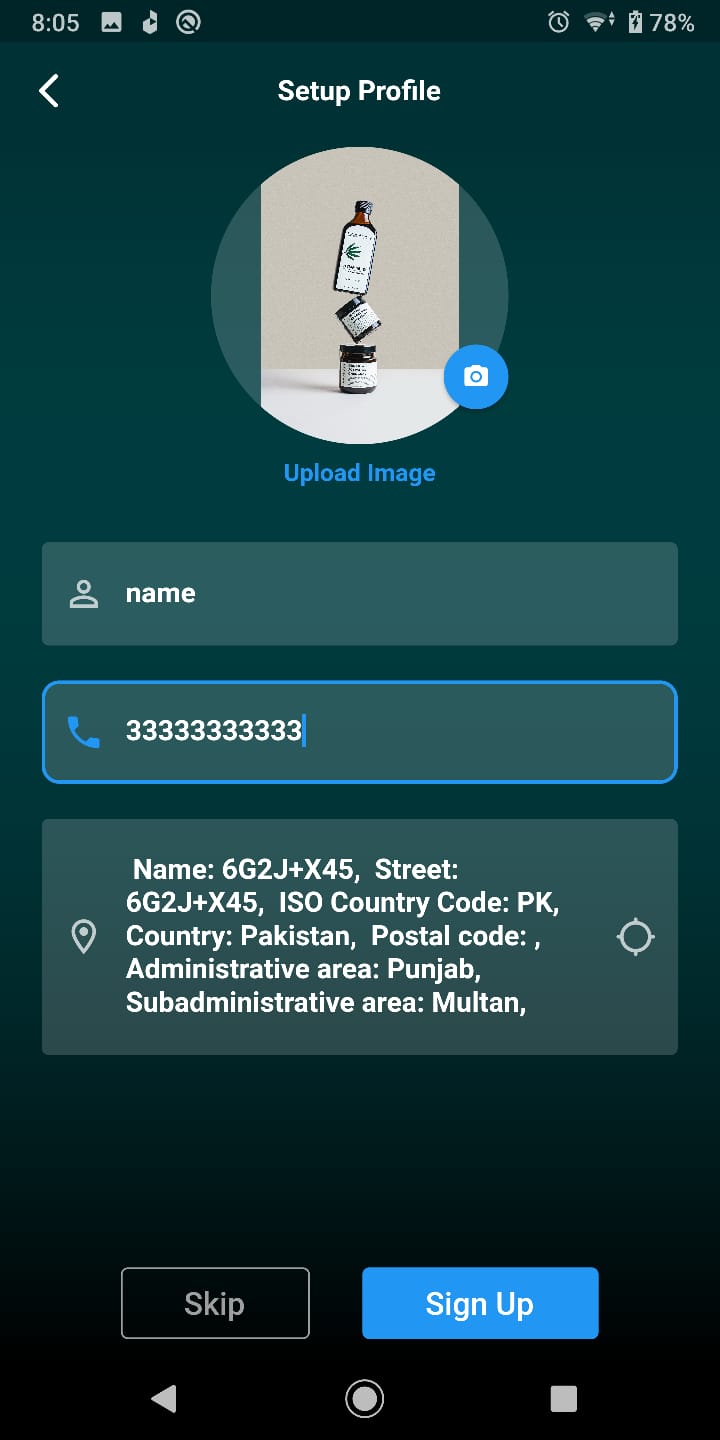 8:05
78%
Setup Profile
Upload Image
name
33333333333
Name: 6G2J+X45, Street:
6G2J+X45, ISO Country Code: PK,
Country: Pakistan, Postal code: ,
Administrative area: Punjab,
Subadministrative area: Multan,
Skip
Sign Up